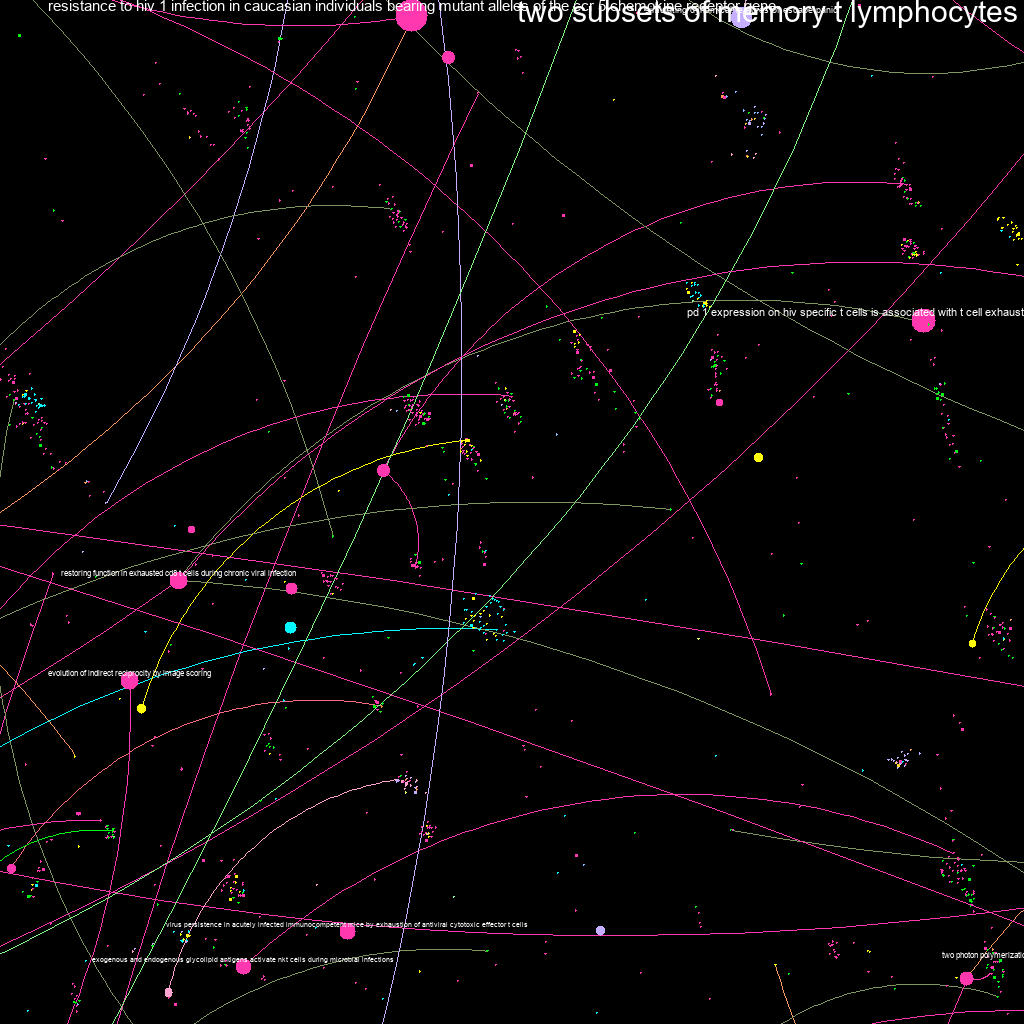 resistance to hiv 1 infection in caucasian individuals bearing mutant alleles of the ccr 5 chemokine receptor gene
two subsets of memory t lymphocytes
pd 1 expression on hiv specific t cells is associated with t cell exhaust
restoring function in exhausted cd8 t cells during chronic viral infection
evolution of indirect reciprocity by image scoring
virus persistence in acutely infected immunocompetent mice by exhaustion of antiviral cytotoxic effector t cells
exogenous and endogenous glycolipid antigens activate nkt cells during microbial infections
two photon polymerizatio